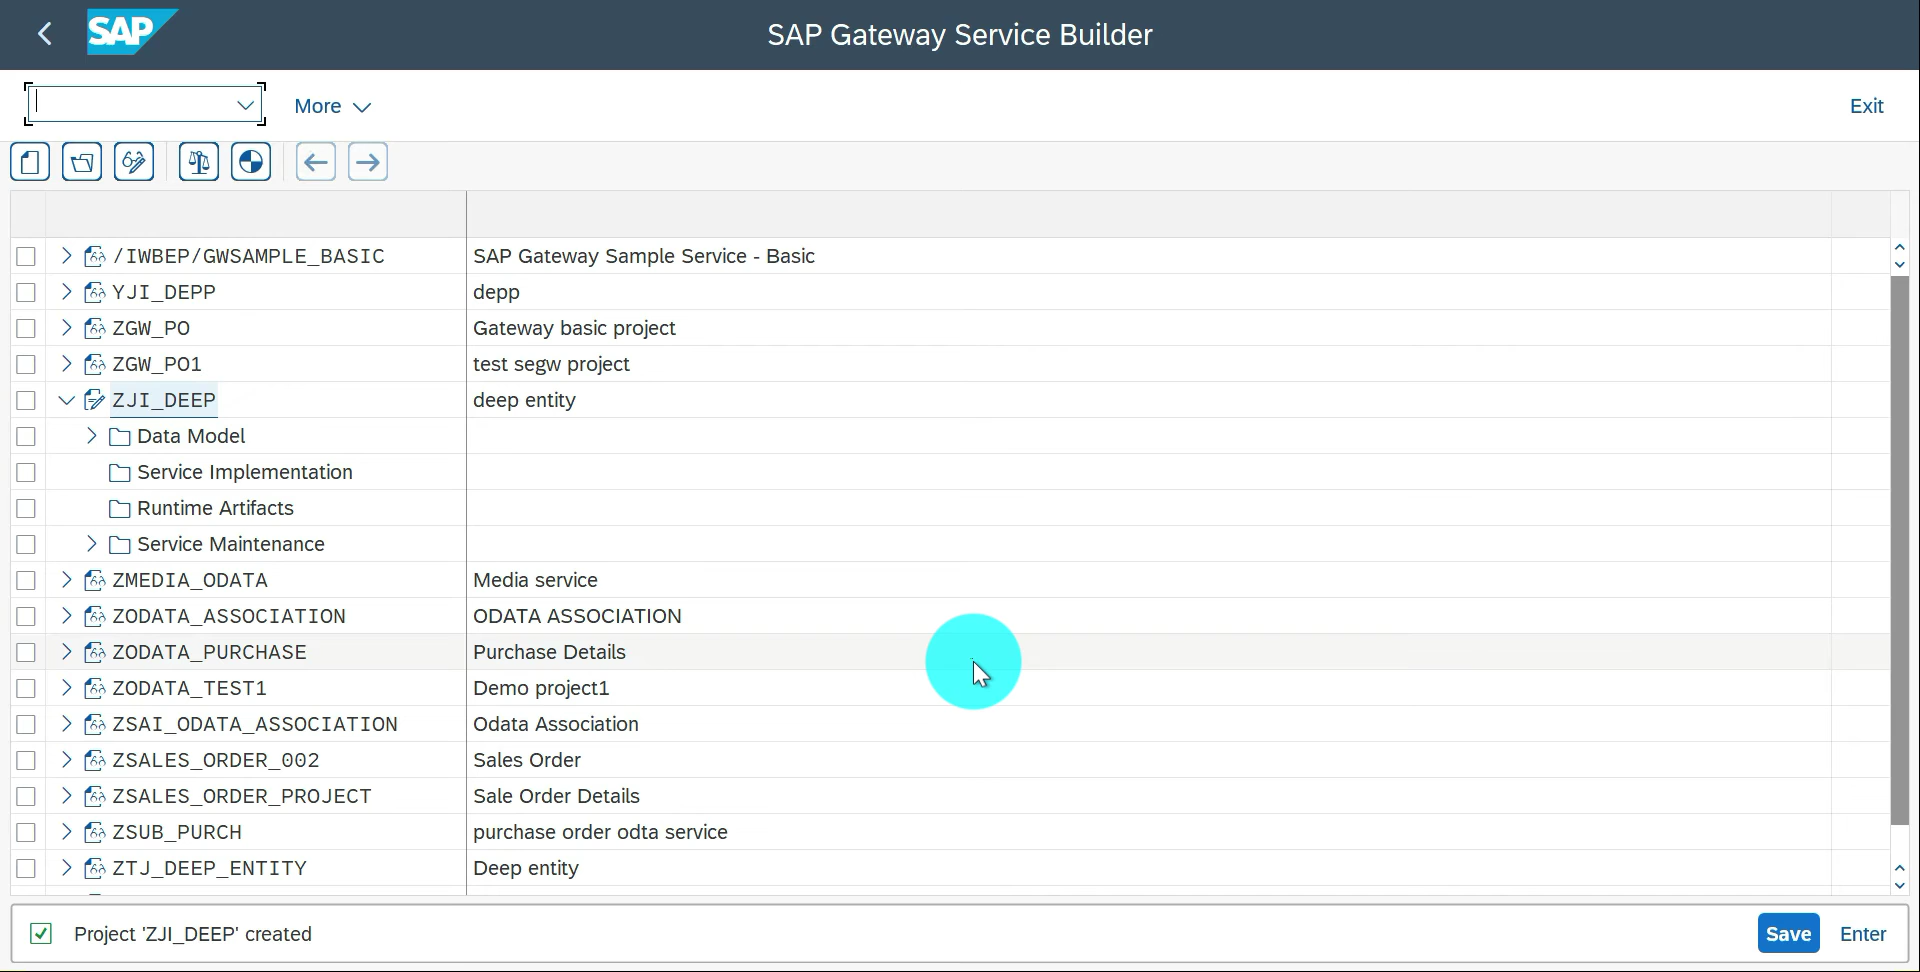 SAP
SAP Gateway Service Builder
More
Exit
/IWBEP/GWSAMPLE_BASIC SAP Gateway Sample Service - Basic
YJI_DEPP depp
ZGW_PO Gateway basic project
ZGW_PO1 test segw project
ZJI_DEEP deep entity
Data Model
Service Implementation
Runtime Artifacts
Service Maintenance
ZMEDIA_ODATA Media service
ZODATA_ASSOCIATION ODATA ASSOCIATION
ZODATA_PURCHASE Purchase Details
ZODATA_TEST1 Demo project1
ZSAI_ODATA_ASSOCIATION Odata Association
ZSALES_ORDER_002 Sales Order
ZSALES_ORDER_PROJECT Sale Order Details
ZSUB_PURCH purchase order odta service
ZTJ_DEEP_ENTITY Deep entity
Project 'ZJI_DEEP' created
Save Enter